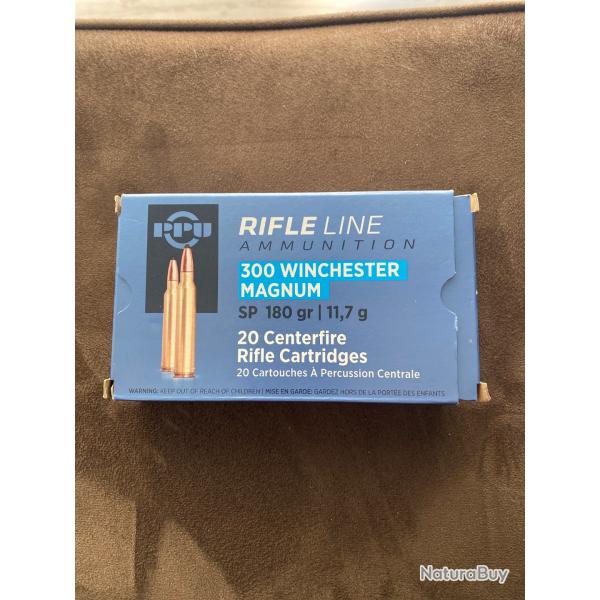 PPU
RIFLE LINE
AMMUNITION
300 WINCHESTER
MAGNUM
SP 180 gr | 11,7 g
20 Centerfire
Rifle Cartridges
20 Cartouches À Percussion Centrale
WARNING: KEEP OUT OF REACH OF CHILDREN | MISE EN GARDE: GARDEZ HORS DE LA PORTÉE DES ENFANTS
NaturaBuy